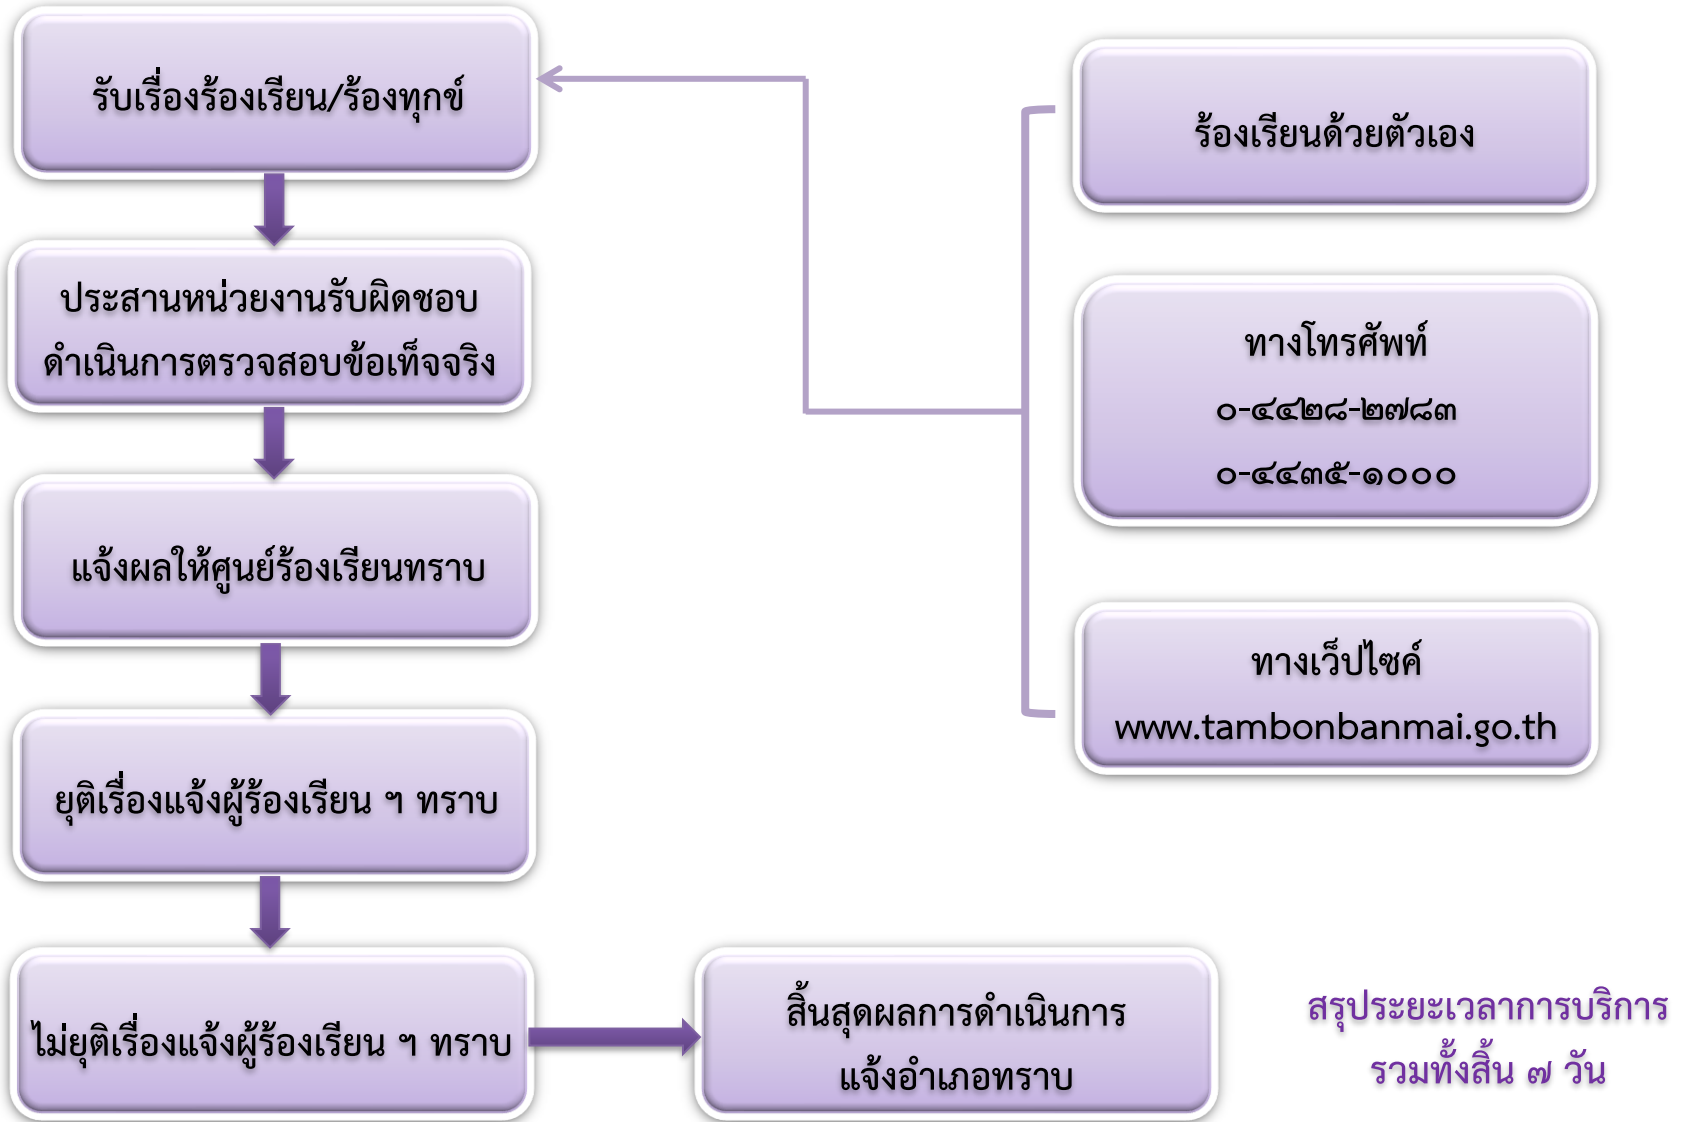 รับเรื่องร้องเรียน/ร้องทุกข์
ประสานหน่วยงานรับผิดชอบ
ดำเนินการตรวจสอบข้อเท็จจริง
แจ้งผลให้ศูนย์ร้องเรียนทราบ
ยุติเรื่องแจ้งผู้ร้องเรียน ฯ ทราบ
ไม่ยุติเรื่องแจ้งผู้ร้องเรียน ฯ ทราบ
สิ้นสุดผลการดำเนินการ
แจ้งอำเภอทราบ
ร้องเรียนด้วยตัวเอง
ทางโทรศัพท์
๐-๔๔๒๘-๒๗๘๓
๐-๔๔๓๕-๑๐๐๐
ทางเว็ปไซค์
www.tambonbanmai.go.th
สรุประยะเวลาการบริการ
รวมทั้งสิ้น ๗ วัน